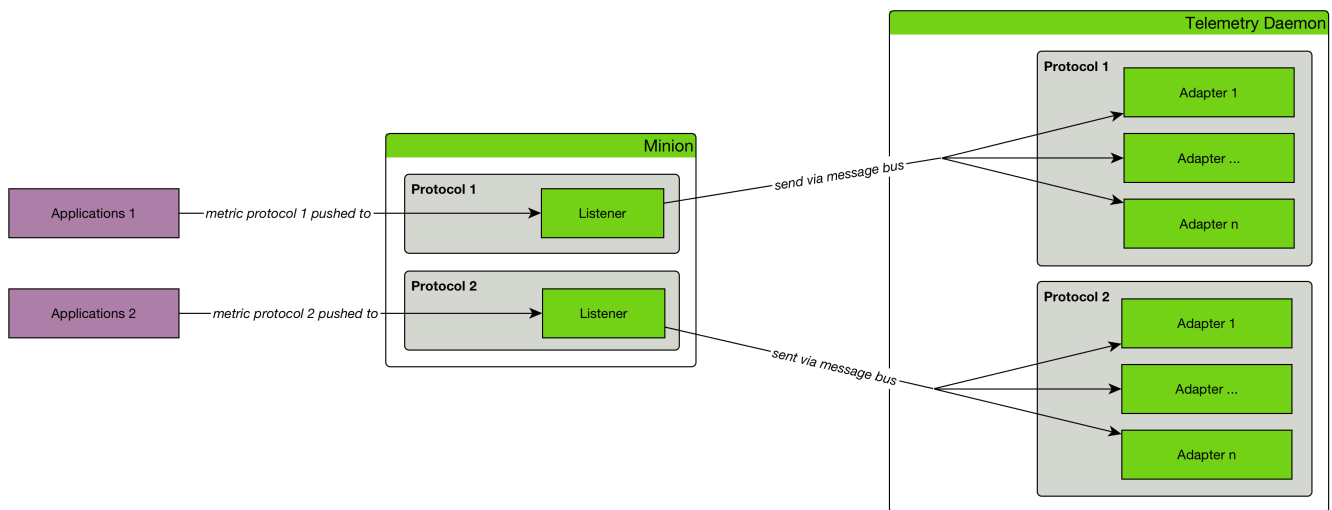 Telemetry Daemon
Protocol 1
Adapter 1
Adapter ...
Adapter n
Minion
Protocol 1
Listener
send via message bus
Applications 1
metric protocol 1 pushed to
Protocol 2
Listener
Applications 2
metric protocol 2 pushed to
sent via message bus
Protocol 2
Adapter 1
Adapter ...
Adapter n